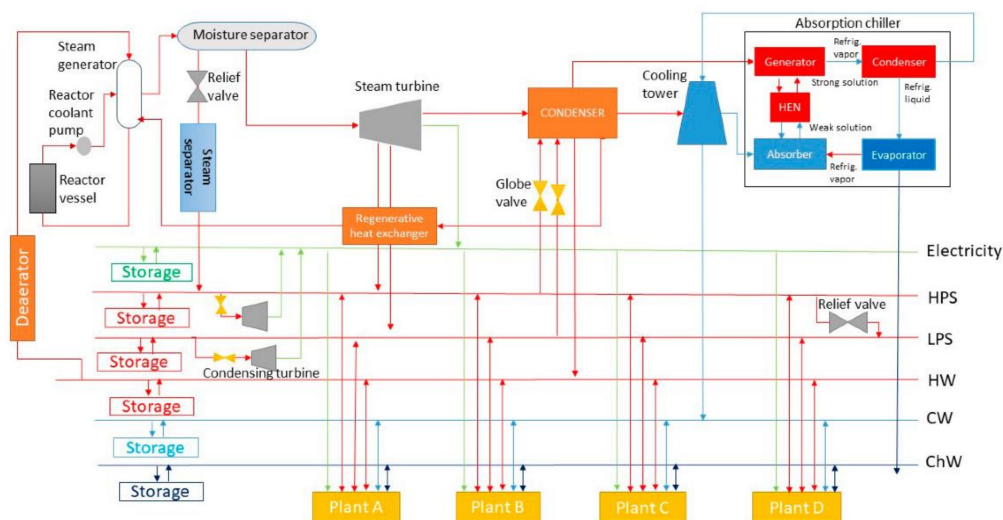 Absorption chiller
Steam
generator
Moisture separator
Refrig.
vapor
Generator
Condenser
Relief
valve
Steam turbine
Cooling
tower
Strong solution
Refrig.
liquid
Reactor
coolant
pump
CONDENSER
HEN
Weak solution
Steam
separator
Absorber
Evaporator
Refrig.
vapor
Reactor
vessel
Globe
valve
Regenerative
heat exchanger
Electricity
Storage
Deaerator
HPS
Storage
Relief valve
LPS
Storage
Condensing turbine
HW
Storage
CW
Storage
ChW
Storage
Plant A
Plant B
Plant C
Plant D